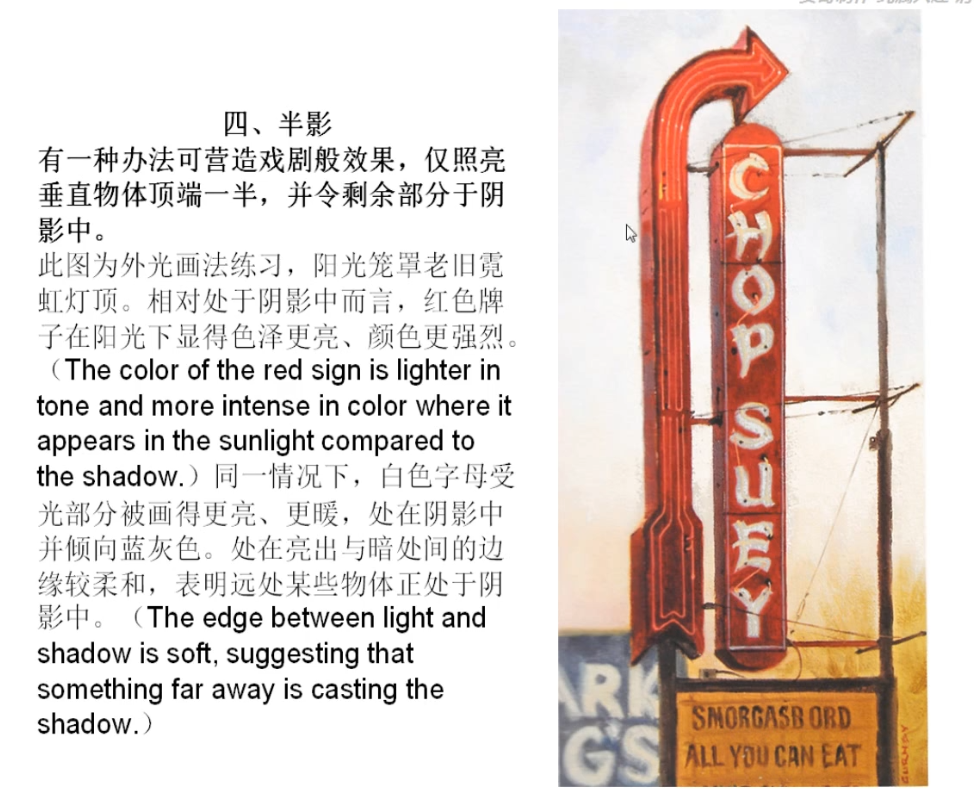 四、半影
有一种办法可营造戏剧般效果，仅照亮
垂直物体顶端一半，并令剩余部分于阴
影中。
此图为外光画法练习，阳光笼罩老旧霓
虹灯顶。相对处于阴影中而言，红色牌
子在阳光下显得色泽更亮、颜色更强烈。
（The color of the red sign is lighter in
tone and more intense in color where it
appears in the sunlight compared to
the shadow.）同一情况下，白色字母受
光部分被画得更亮、更暖，处在阴影中
并倾向蓝灰色。处在亮出与暗处间的边
缘较柔和，表明远处某些物体正处于阴
影中。（The edge between light and
shadow is soft, suggesting that
something far away is casting the
shadow.）
CHOP SUEY
ARK
G'S
SMORGASBORD
ALL YOU CAN EAT
GURNEY